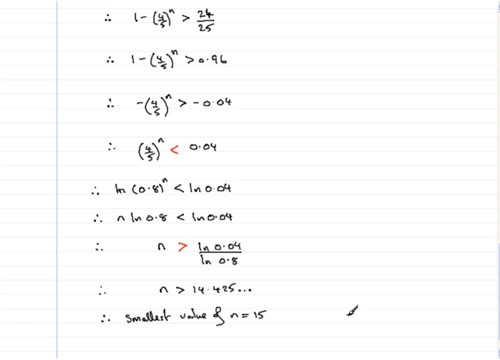 ∴ 1-(4/5)^n > 24/25
∴ 1-(4/5)^n > 0.96
∴ -(4/5)^n > -0.04
∴ (4/5)^n < 0.04
∴ ln(0.8)^n < ln 0.04
∴ n ln 0.8 < ln 0.04
∴ n > ln 0.04/ln 0.8
∴ n > 14.425...
∴ smallest value of n = 15